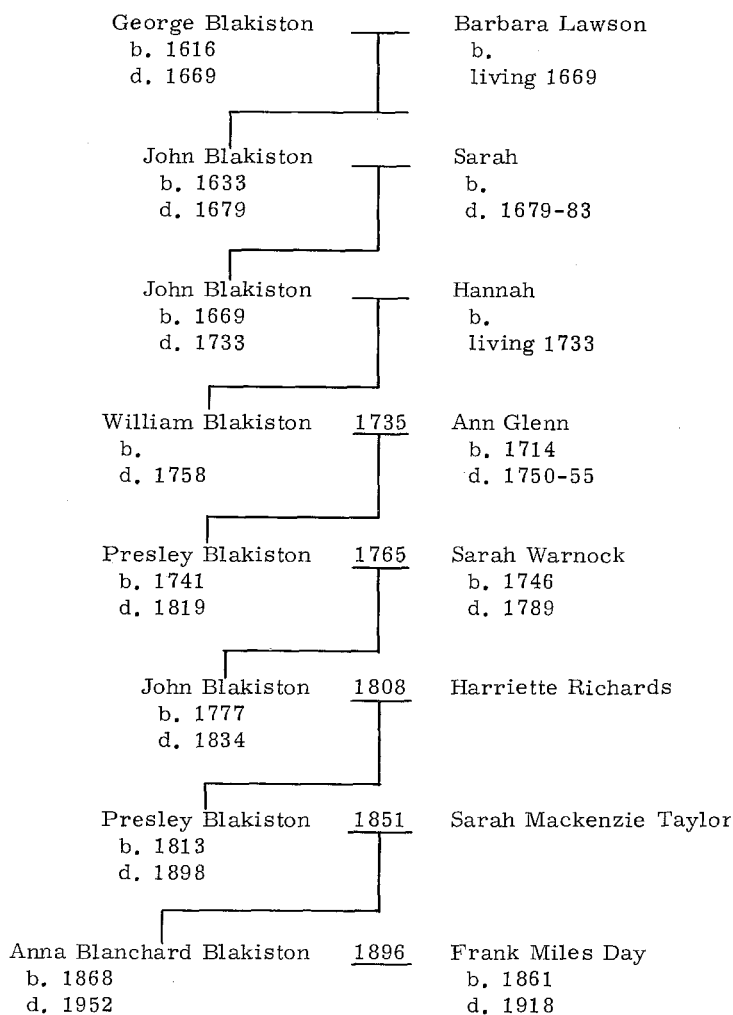 George Blakiston Barbara Lawson
b. 1616 b.
d. 1669 living 1669
John Blakiston Sarah
b. 1633 b.
d. 1679 d. 1679-83
John Blakiston Hannah
b. 1669 b.
d. 1733 living 1733
William Blakiston 1735 Ann Glenn
b. b. 1714
d. 1758 d. 1750-55
Presley Blakiston 1765 Sarah Warnock
b. 1741 b. 1746
d. 1819 d. 1789
John Blakiston 1808 Harriette Richards
b. 1777
d. 1834
Presley Blakiston 1851 Sarah Mackenzie Taylor
b. 1813
d. 1898
Anna Blanchard Blakiston 1896 Frank Miles Day
b. 1868 b. 1861
d. 1952 d. 1918